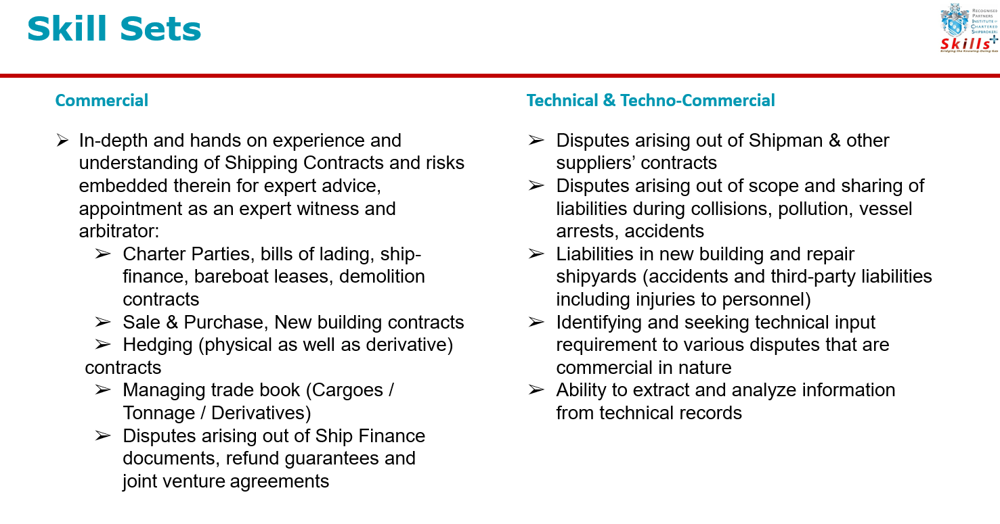 Skill Sets
RECOGNISED
PARTNERS
INSTITUTE OF
CHARTERED
SHIPBROKERS
Skills+
Bridging the Knowing-Doing Gap
Commercial
➢ In-depth and hands on experience and
understanding of Shipping Contracts and risks
embedded therein for expert advice,
appointment as an expert witness and
arbitrator:
➢ Charter Parties, bills of lading, ship-
finance, bareboat leases, demolition
contracts
➢ Sale & Purchase, New building contracts
➢ Hedging (physical as well as derivative)
contracts
➢ Managing trade book (Cargoes /
Tonnage / Derivatives)
➢ Disputes arising out of Ship Finance
documents, refund guarantees and
joint venture agreements
Technical & Techno-Commercial
➢ Disputes arising out of Shipman & other
suppliers’ contracts
➢ Disputes arising out of scope and sharing of
liabilities during collisions, pollution, vessel
arrests, accidents
➢ Liabilities in new building and repair
shipyards (accidents and third-party liabilities
including injuries to personnel)
➢ Identifying and seeking technical input
requirement to various disputes that are
commercial in nature
➢ Ability to extract and analyze information
from technical records